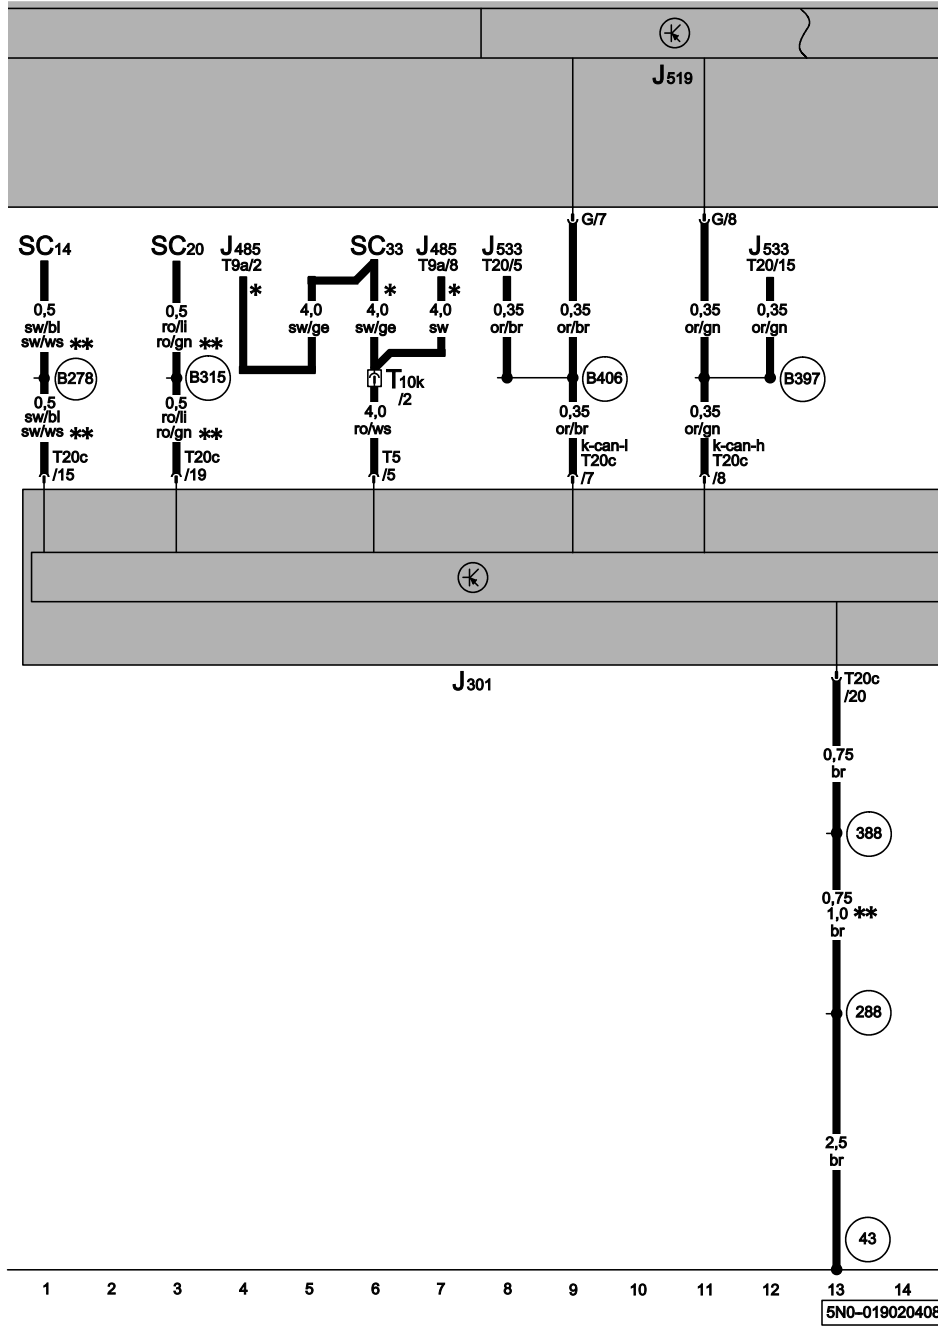 J519
G/7
G/8
SC14
SC20
J485
T9a/2
*
SC33
*
J485
T9a/8
*
J533
T20/5
J533
T20/15
0,5
sw/bl
sw/ws **
0,5
ro/li
ro/gn **
4,0
sw/ge
4,0
sw/ge
4,0
sw
0,35
or/br
0,35
or/br
0,35
or/gn
0,35
or/gn
B278
B315
T10k
/2
B406
B397
0,5
sw/bl
sw/ws **
0,5
ro/li
ro/gn **
4,0
ro/ws
0,35
or/br
0,35
or/gn
T20c
/15
T20c
/19
T5
/5
k-can-l
T20c
/7
k-can-h
T20c
/8
J301
T20c
/20
0,75
br
388
0,75
1,0 **
br
288
2,5
br
43
1 2 3 4 5 6 7 8 9 10 11 12 13 14
5N0-019020408